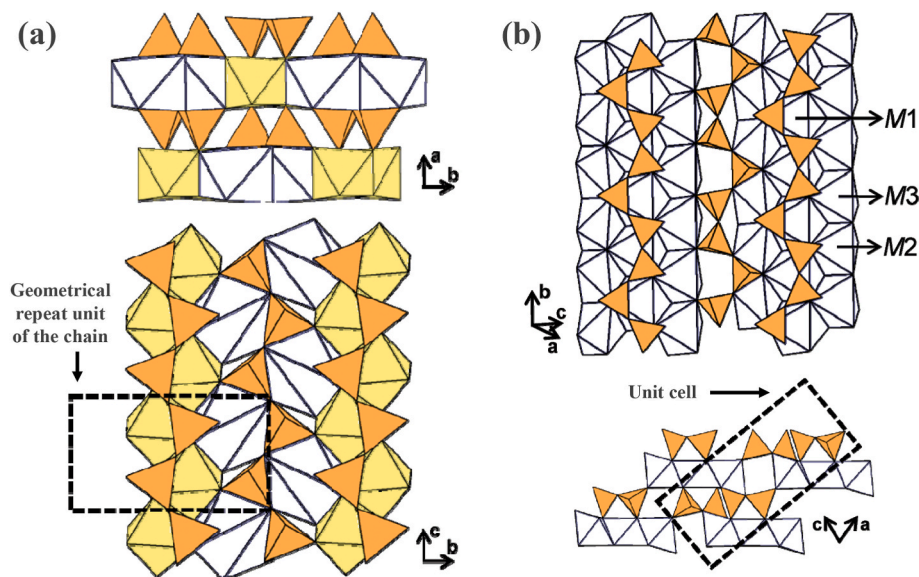 (a)
a
b
Geometrical
repeat unit
of the chain
c
b
(b)
M1
M3
M2
b
c
a
Unit cell
c
a